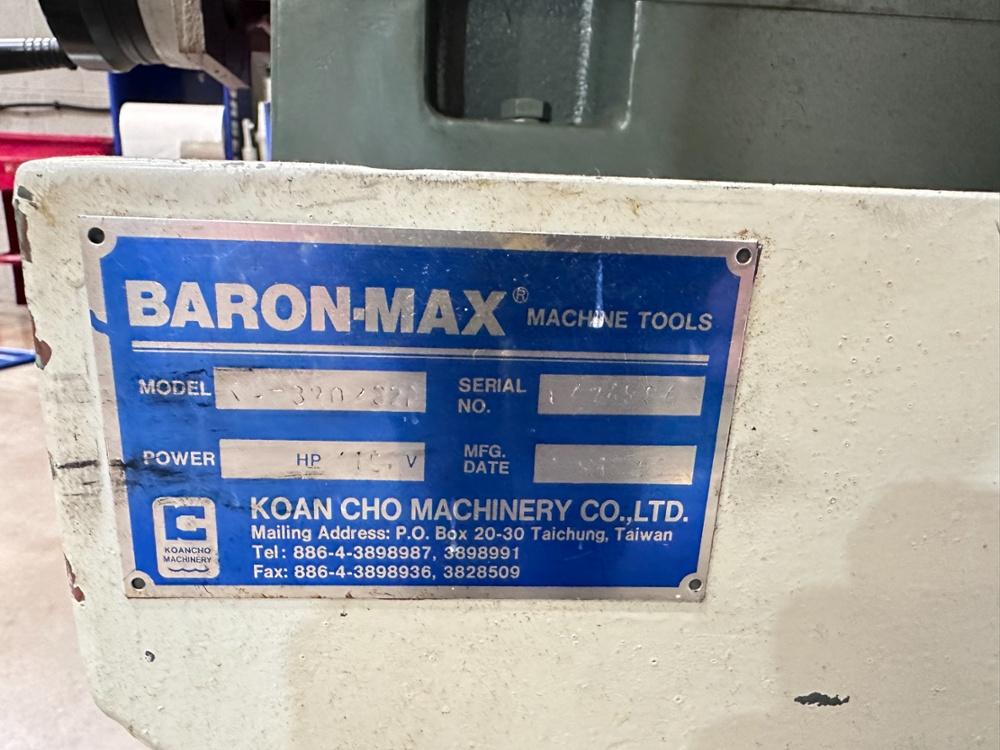 BARON-MAX® MACHINE TOOLS
MODEL SERIAL NO.
POWER HP V MFG. DATE
KOAN CHO MACHINERY CO.,LTD.
Mailing Address: P.O. Box 20-30 Taichung, Taiwan
Tel: 886-4-3898987, 3898991
Fax: 886-4-3898936, 3828509
KOANCHO
MACHINERY